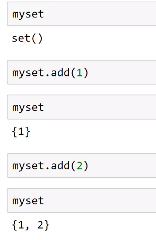 myset
set()
myset.add(1)
myset
{1}
myset.add(2)
myset
{1, 2}